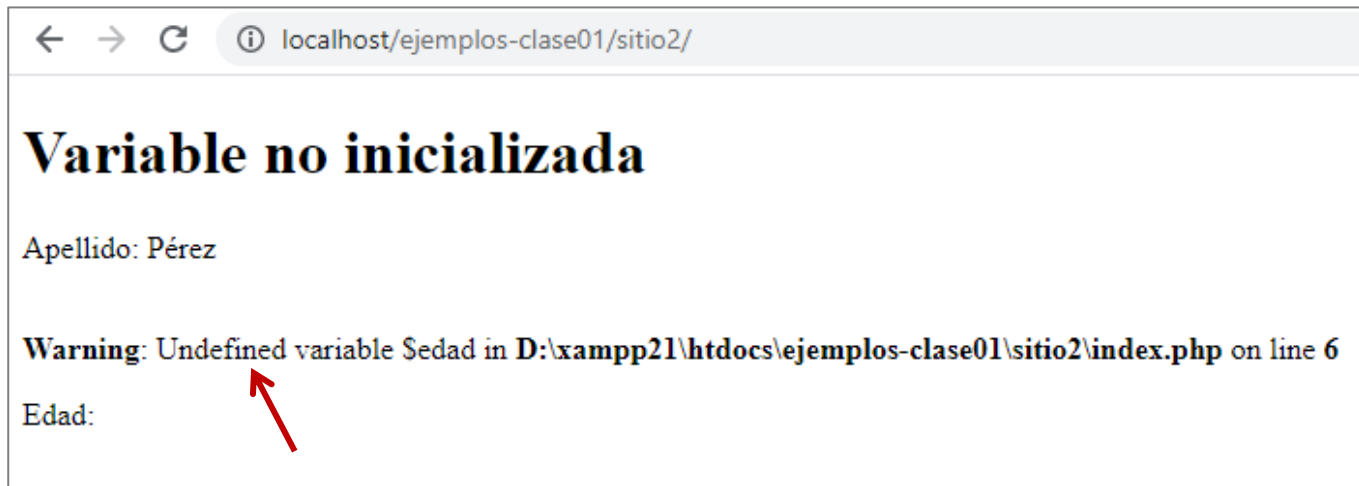 localhost/ejemplos-clase01/sitio2/
Variable no inicializada
Apellido: Pérez
Warning: Undefined variable $edad in D:\xampp21\htdocs\ejemplos-clase01\sitio2\index.php on line 6
Edad: